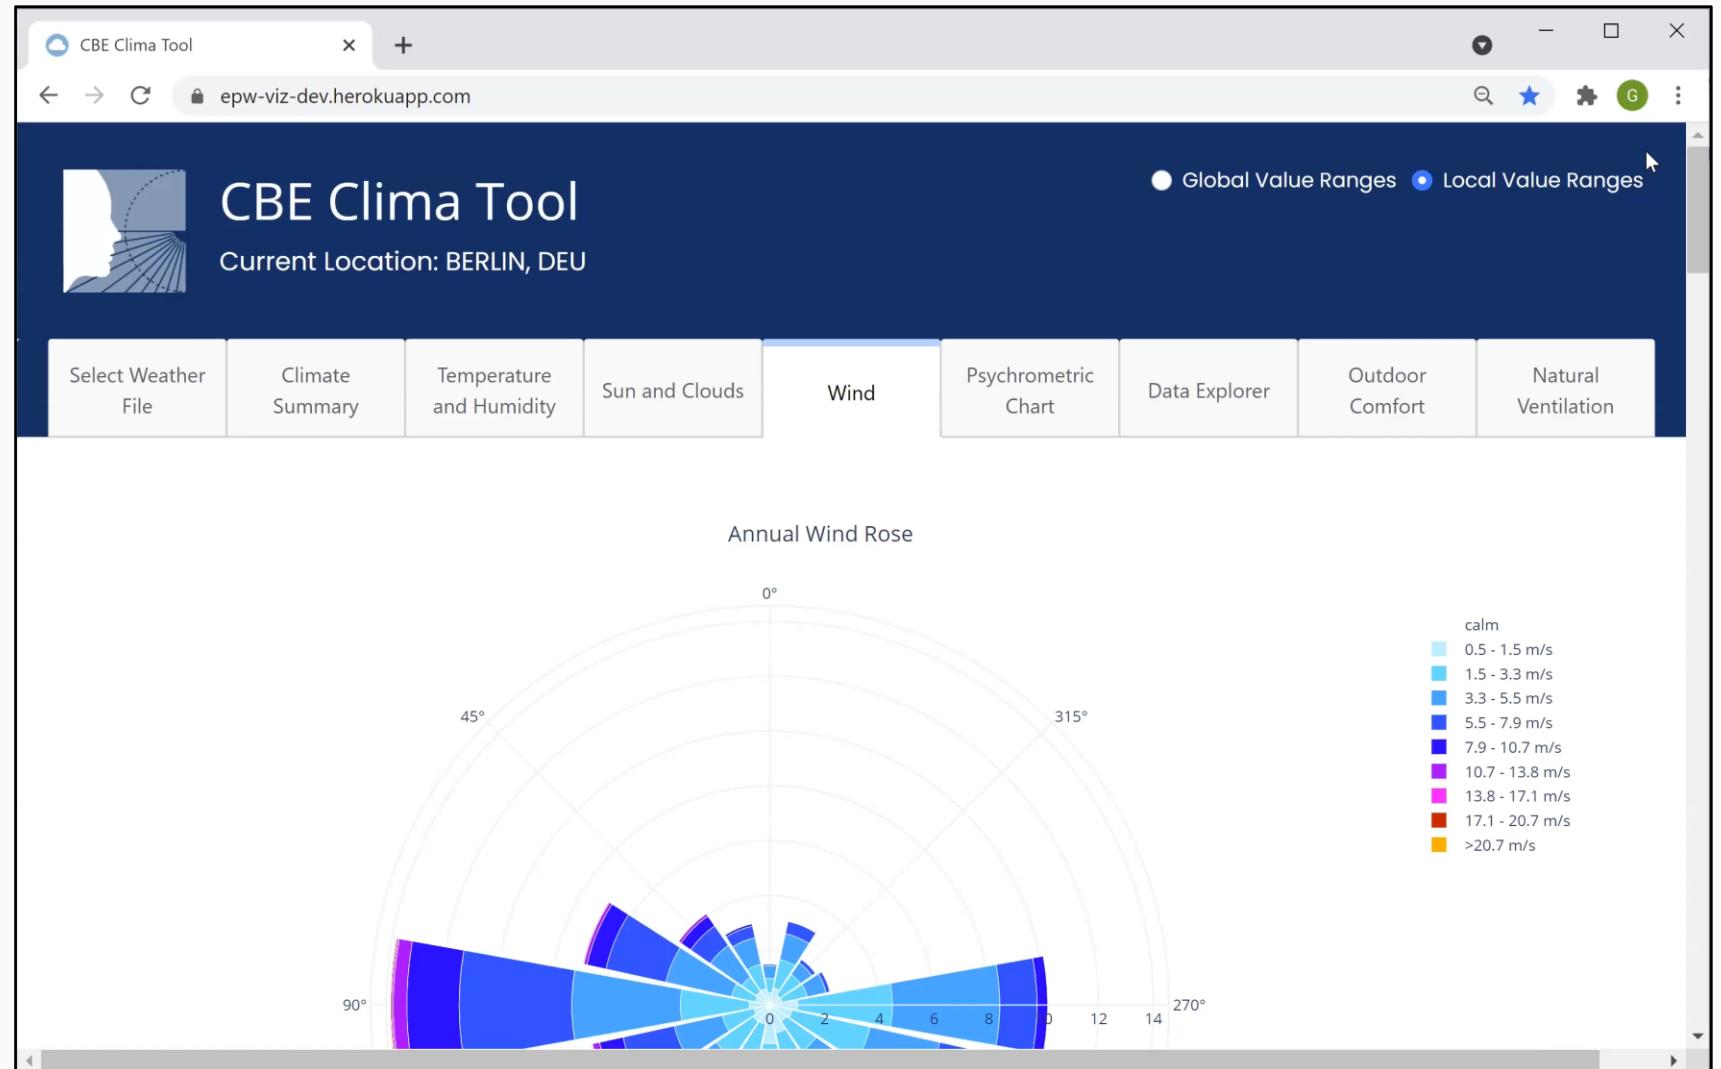 CBE Clima Tool
epw-viz-dev.herokuapp.com
G
CBE Clima Tool
Current Location: BERLIN, DEU
Global Value Ranges
Local Value Ranges
Select Weather
File
Climate
Summary
Temperature
and Humidity
Sun and Clouds
Wind
Psychrometric
Chart
Data Explorer
Outdoor
Comfort
Natural
Ventilation
Annual Wind Rose
0°
45°
315°
90°
270°
0 2 4 6 8 10 12 14
calm
0.5 - 1.5 m/s
1.5 - 3.3 m/s
3.3 - 5.5 m/s
5.5 - 7.9 m/s
7.9 - 10.7 m/s
10.7 - 13.8 m/s
13.8 - 17.1 m/s
17.1 - 20.7 m/s
>20.7 m/s